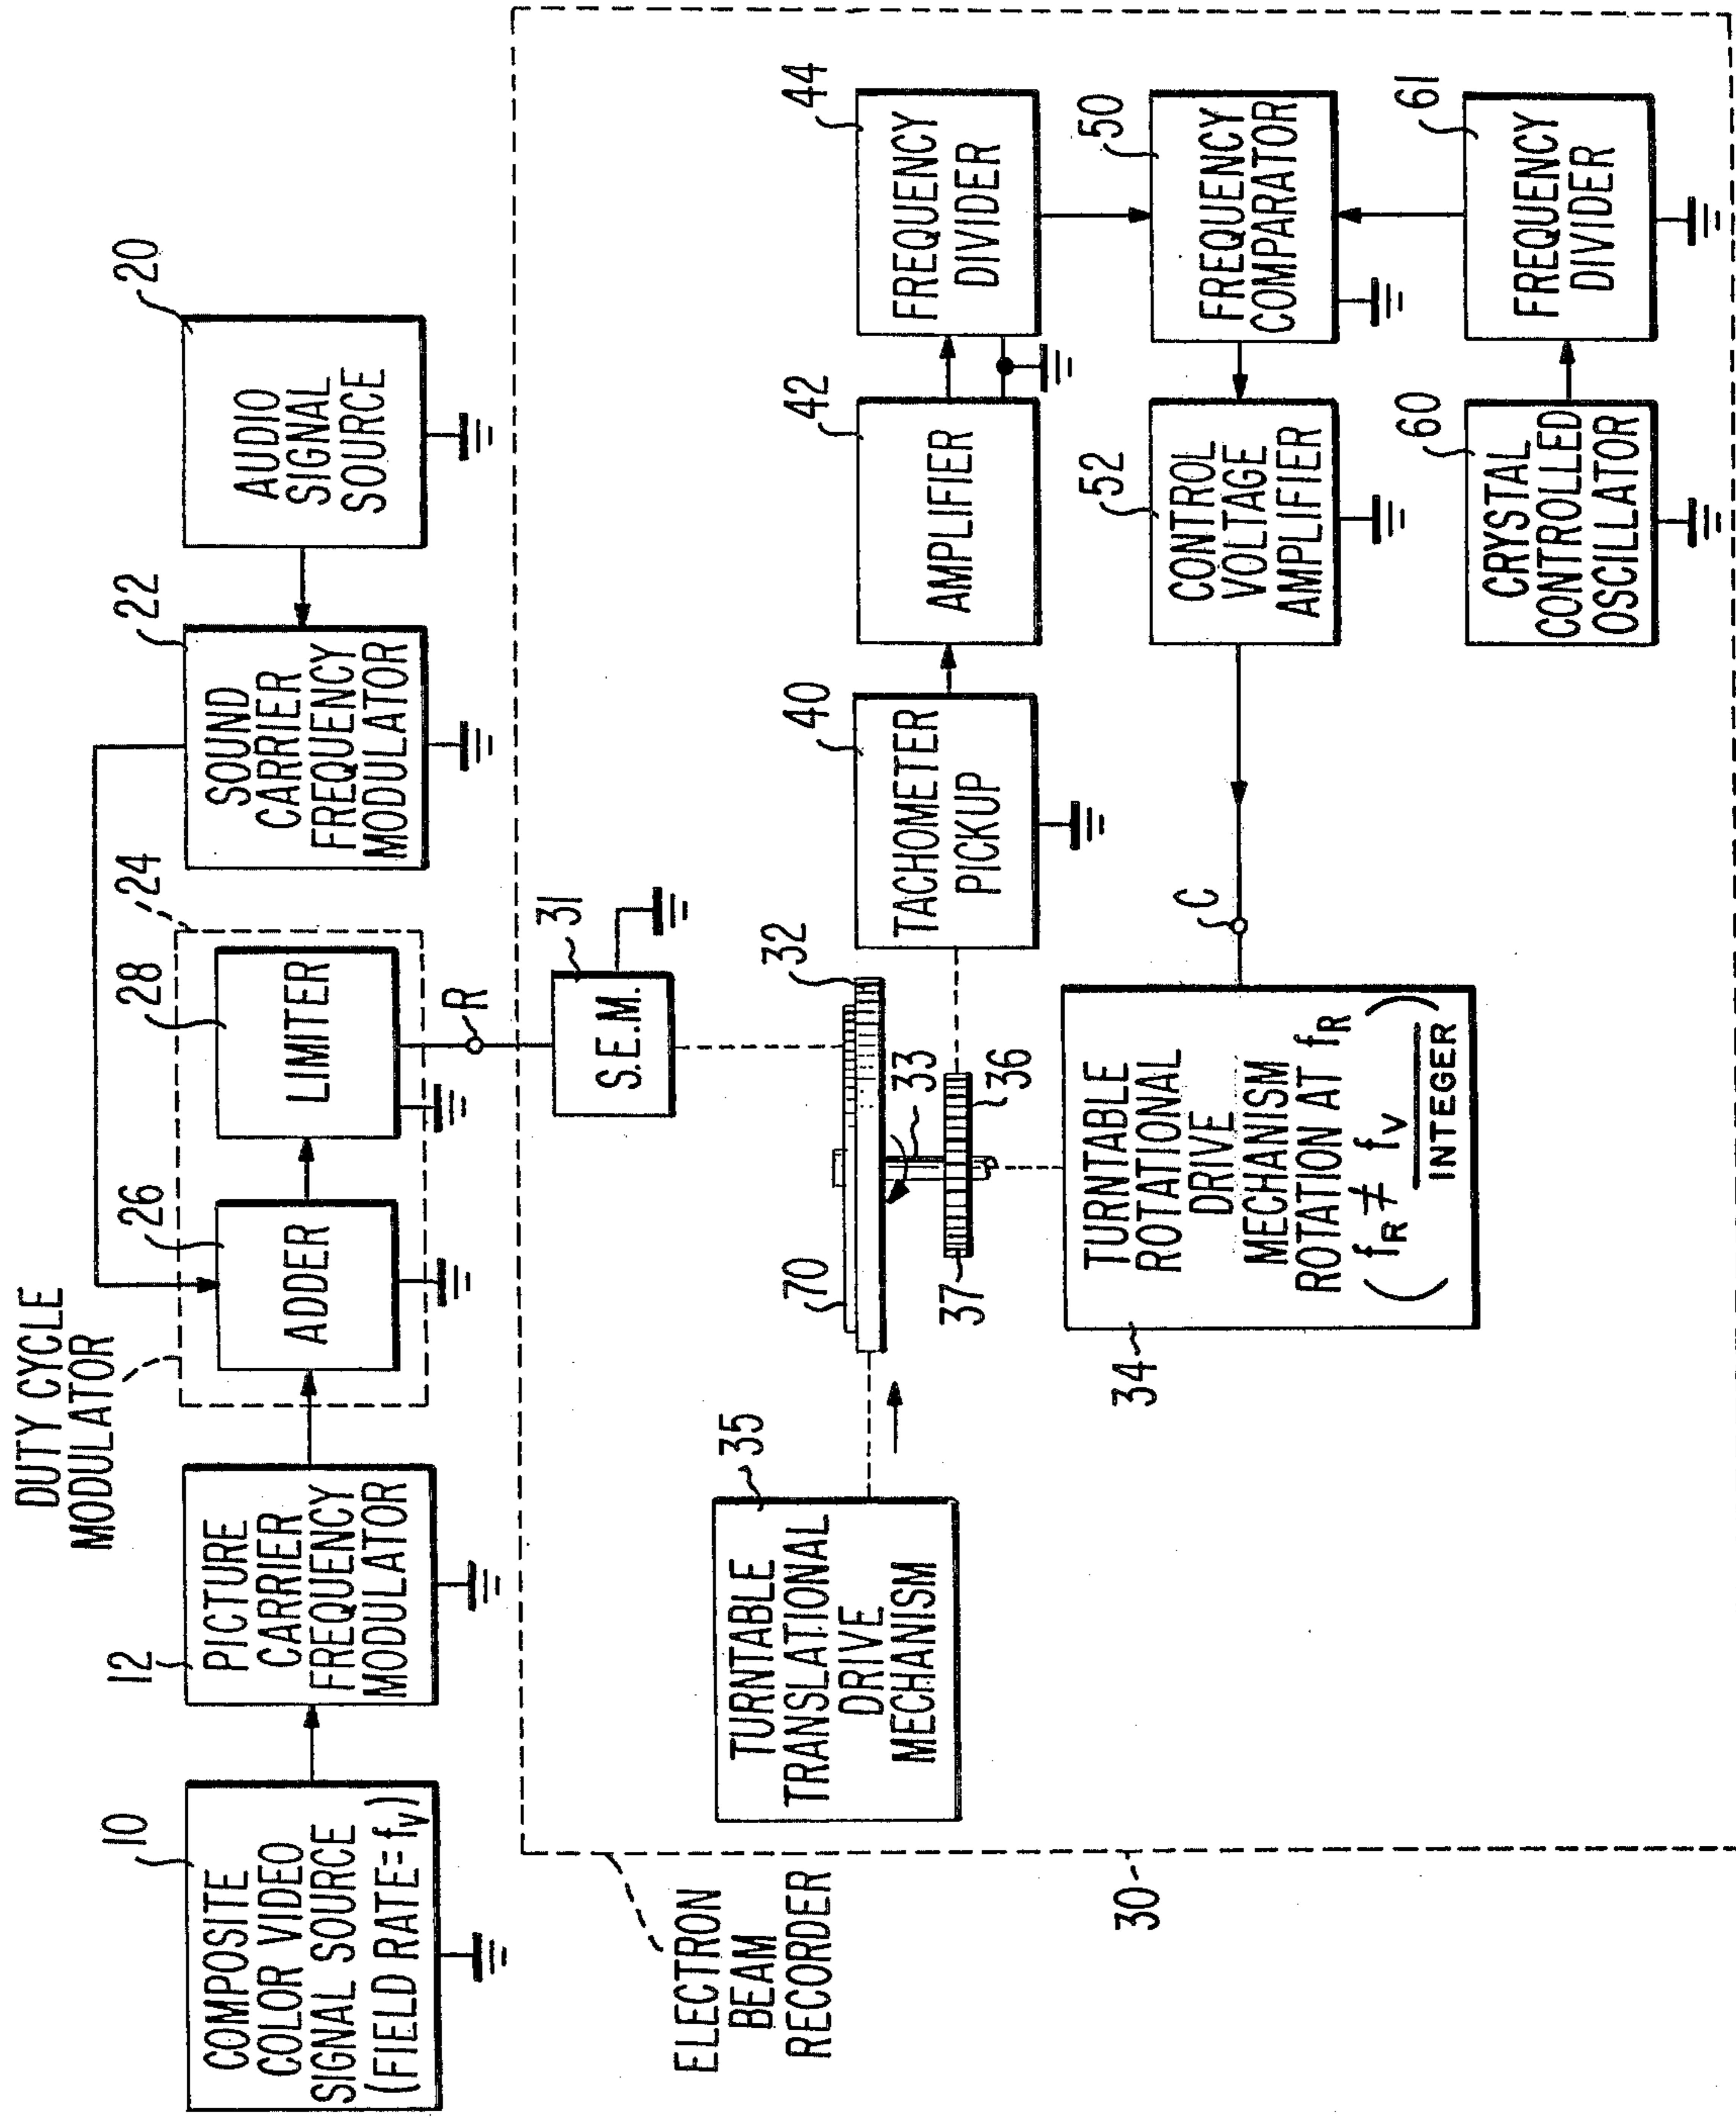 DUTY CYCLE
MODULATOR
10
COMPOSITE
COLOR VIDEO
SIGNAL SOURCE
(FIELD RATE = fV)
12
PICTURE
CARRIER
FREQUENCY
MODULATOR
26
ADDER
28
LIMITER
24
22
SOUND
CARRIER
FREQUENCY
MODULATOR
20
AUDIO
SIGNAL
SOURCE
R
ELECTRON
BEAM
RECORDER
30
31
S.E.M.
35
TURNTABLE
TRANSLATIONAL
DRIVE
MECHANISM
70
32
33
37
36
40
TACHOMETER
PICKUP
42
AMPLIFIER
44
FREQUENCY
DIVIDER
34
TURNTABLE
ROTATIONAL
DRIVE
MECHANISM
ROTATION AT fR
(fR ≠ fV / INTEGER)
C
52
CONTROL
VOLTAGE
AMPLIFIER
50
FREQUENCY
COMPARATOR
60
CRYSTAL
CONTROLLED
OSCILLATOR
61
FREQUENCY
DIVIDER